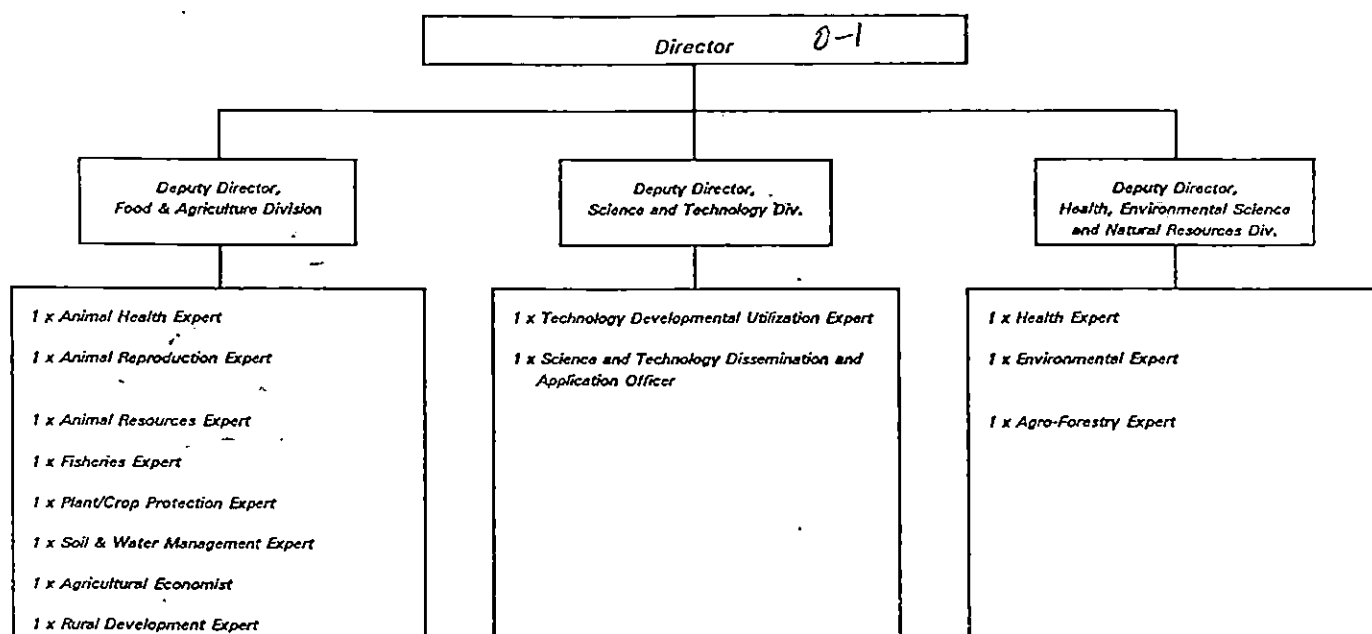 Director 0-1
Deputy Director,
Food & Agriculture Division
Deputy Director,
Science and Technology Div.
Deputy Director,
Health, Environmental Science
and Natural Resources Div.
1 x Animal Health Expert
1 x Animal Reproduction Expert
1 x Animal Resources Expert
1 x Fisheries Expert
1 x Plant/Crop Protection Expert
1 x Soil & Water Management Expert
1 x Agricultural Economist
1 x Rural Development Expert
1 x Technology Developmental Utilization Expert
1 x Science and Technology Dissemination and
Application Officer
1 x Health Expert
1 x Environmental Expert
1 x Agro-Forestry Expert